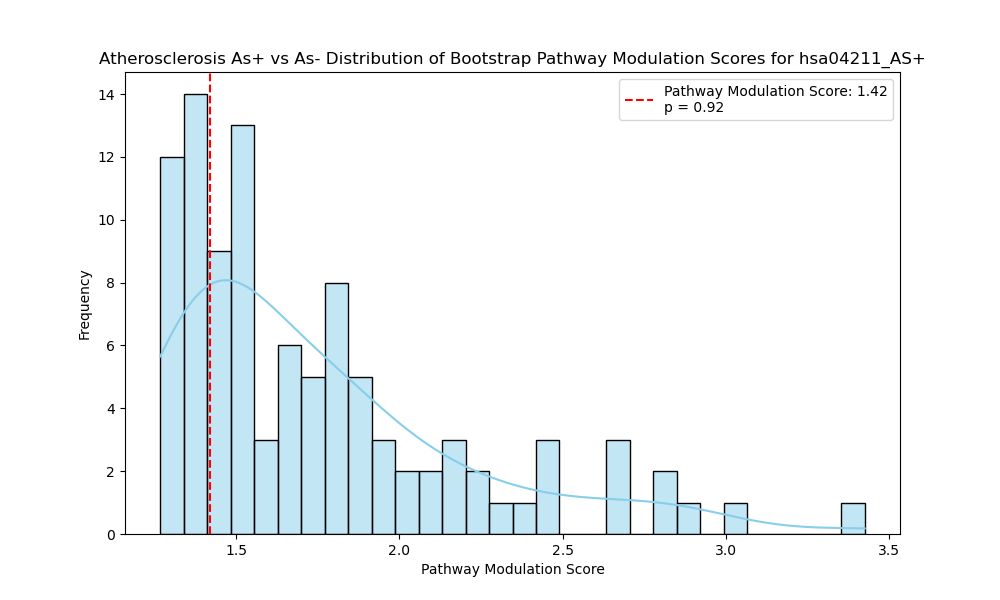 Atherosclerosis As+ vs As- Distribution of Bootstrap Pathway Modulation Scores for hsa04211_AS+
Pathway Modulation Score: 1.42
p = 0.92
Frequency
14
12
10
8
6
4
2
0
1.5
2.0
2.5
3.0
3.5
Pathway Modulation Score